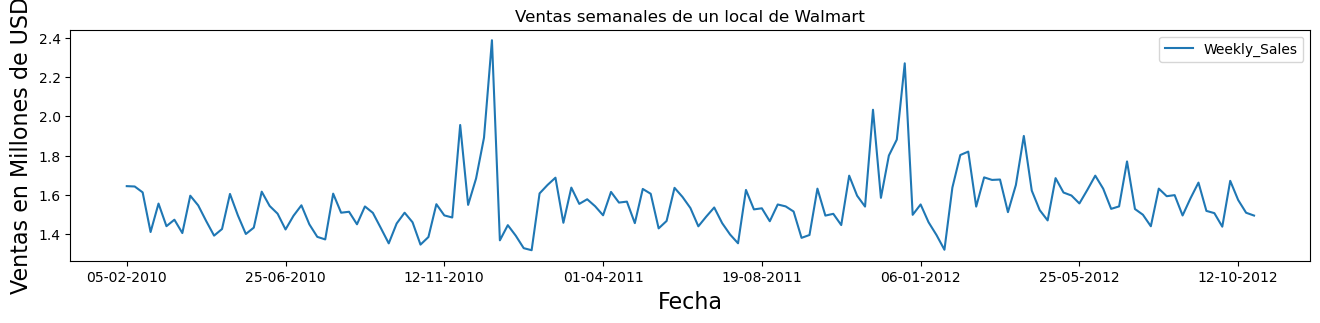 Ventas semanales de un local de Walmart
Ventas en Millones de USD
2.4
2.2
2.0
1.8
1.6
1.4
Weekly_Sales
05-02-2010 25-06-2010 12-11-2010 01-04-2011 19-08-2011 06-01-2012 25-05-2012 12-10-2012
Fecha